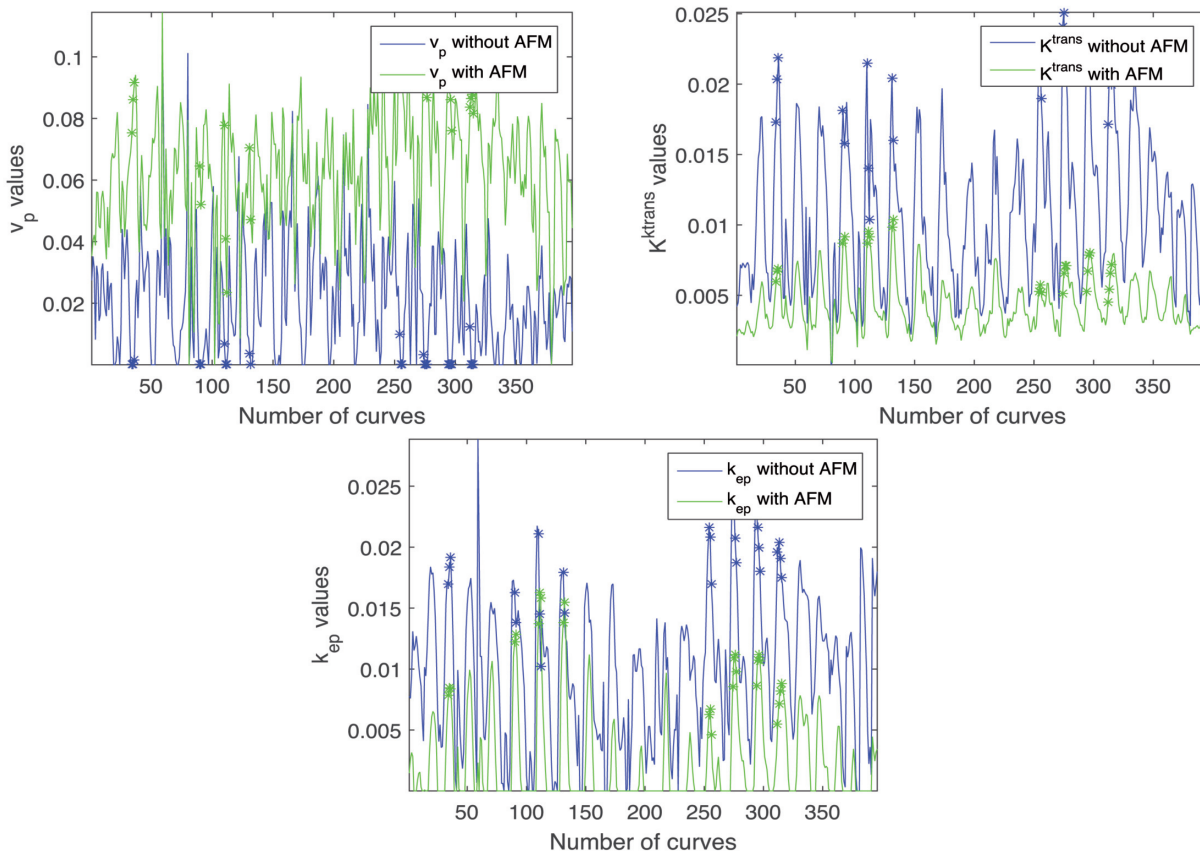 v_p without AFM
v_p with AFM
0.1
0.08
0.06
0.04
0.02
v_p values
50 100 150 200 250 300 350
Number of curves
K^trans without AFM
K^trans with AFM
0.025
0.02
0.015
0.01
0.005
K^ktrans values
50 100 150 200 250 300 350
Number of curves
k_ep without AFM
k_ep with AFM
0.025
0.02
0.015
0.01
0.005
k_ep values
50 100 150 200 250 300 350
Number of curves